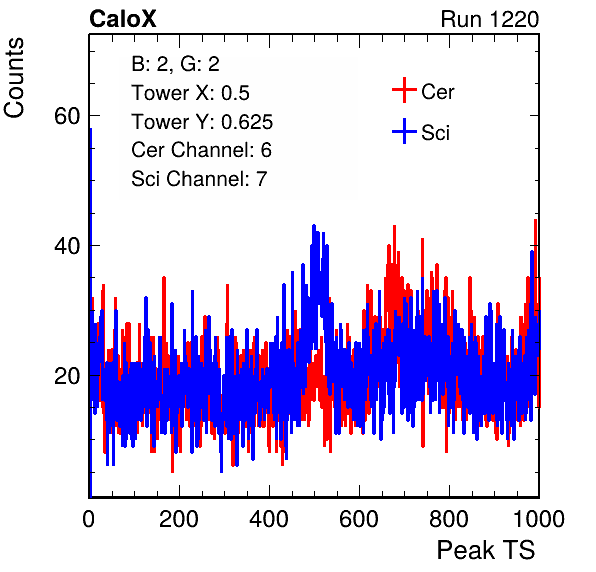 CaloX
Run 1220
Counts
B: 2, G: 2
Tower X: 0.5
Tower Y: 0.625
Cer Channel: 6
Sci Channel: 7
Cer
Sci
60
40
20
0 200 400 600 800 1000
Peak TS